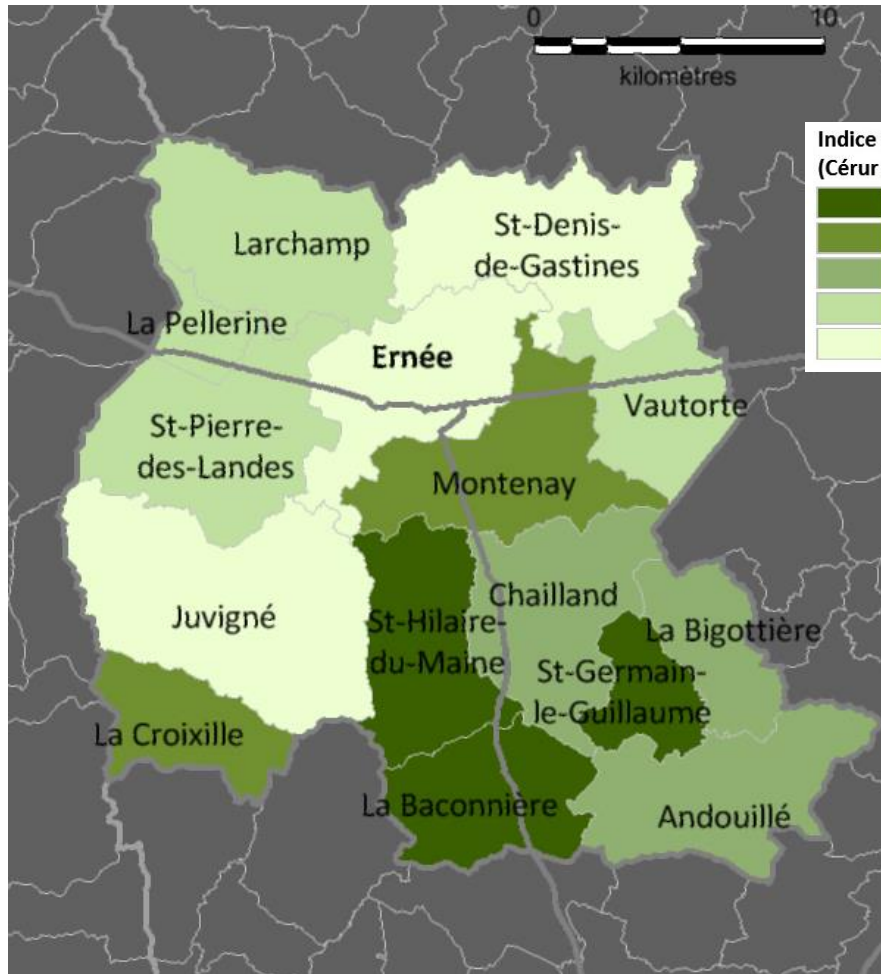 0 10
kilomètres
Indice
(Cérur
St-Denis-
de-Gastines
Larchamp
La Pellerine
Ernée
Vautorte
St-Pierre-
des-Landes
Montenay
Chailland
Juvigné
St-Hilaire-
du-Maine
La Bigottière
St-Germain-
le-Guillaume
La Croixille
La Baconnière
Andouillé